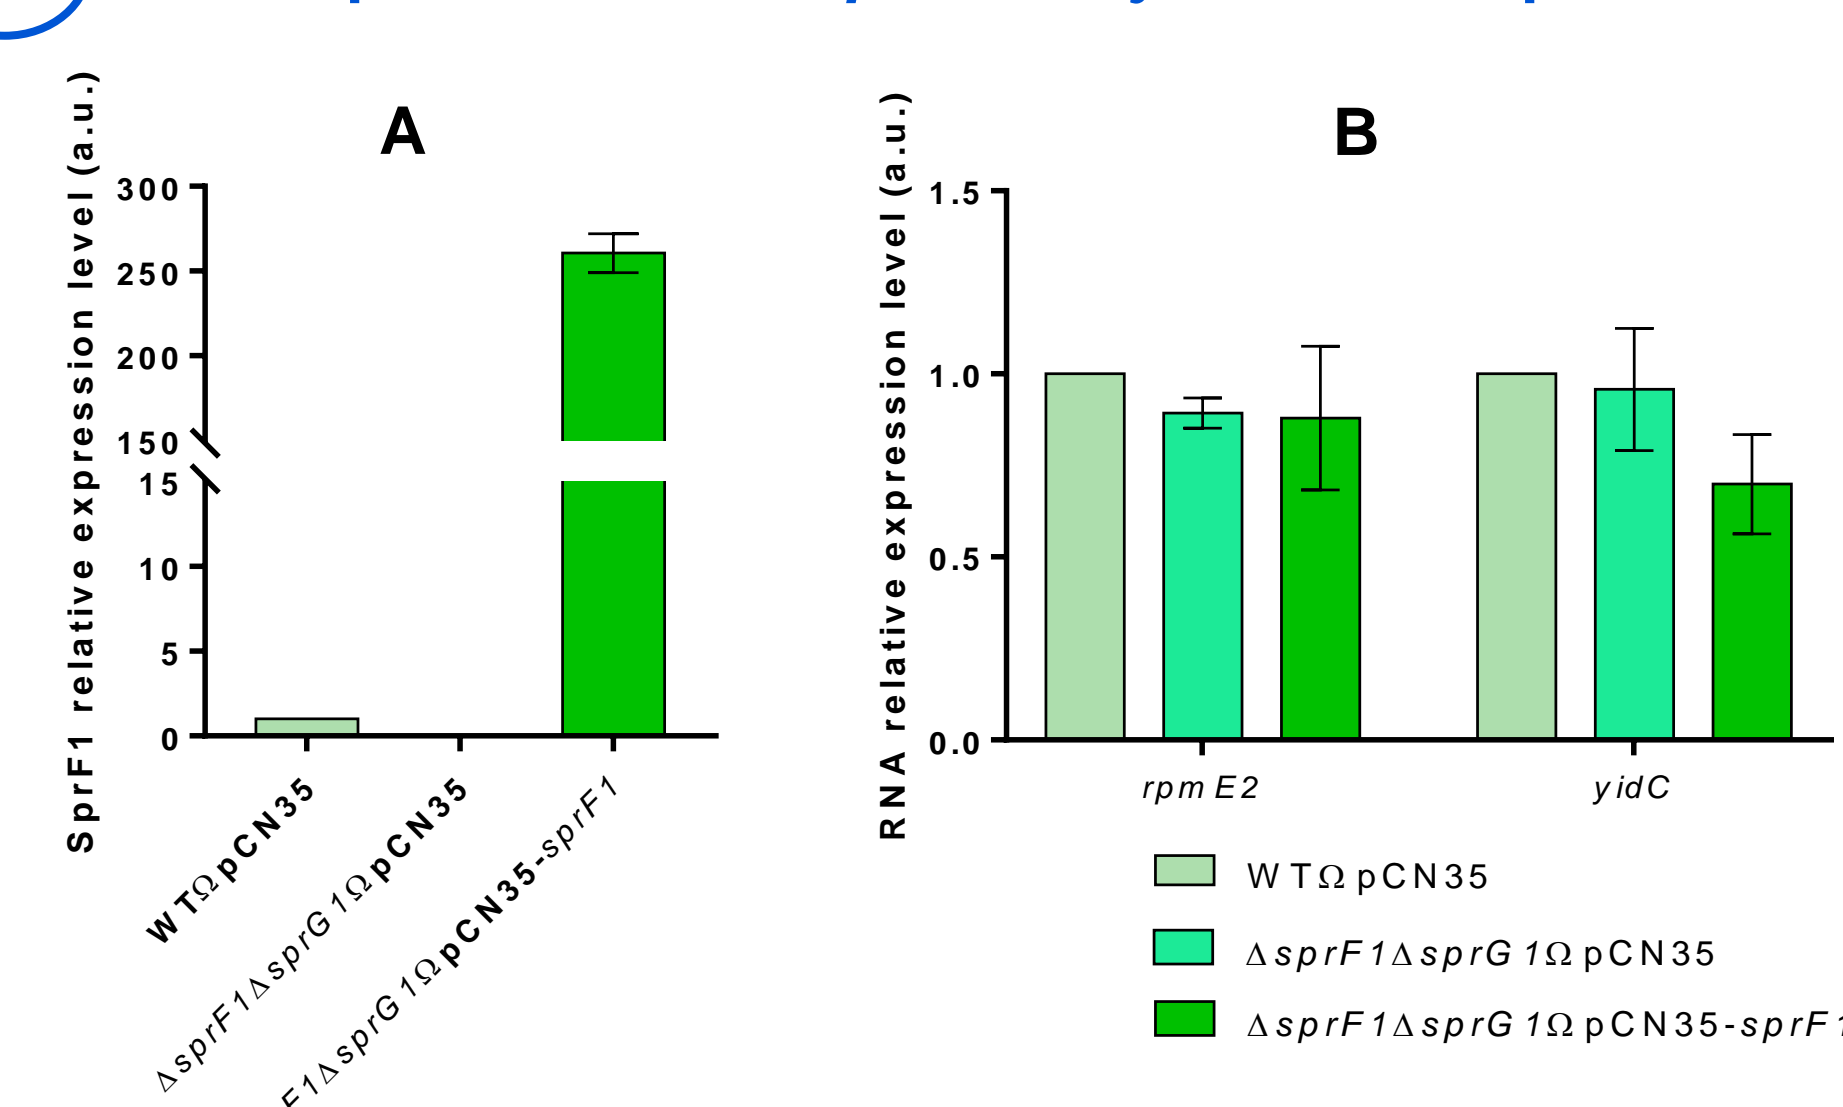 A
SprF1 relative expression level (a.u.)
300
250
200
150
15
10
5
0
WTΩpCN35
ΔsprF1ΔsprG1ΩpCN35
F1ΔsprG1ΩpCN35-sprF1
B
RNA relative expression level (a.u.)
1.5
1.0
0.5
0.0
rpmE2
yidC
WTΩpCN35
ΔsprF1ΔsprG1ΩpCN35
ΔsprF1ΔsprG1ΩpCN35-sprF1